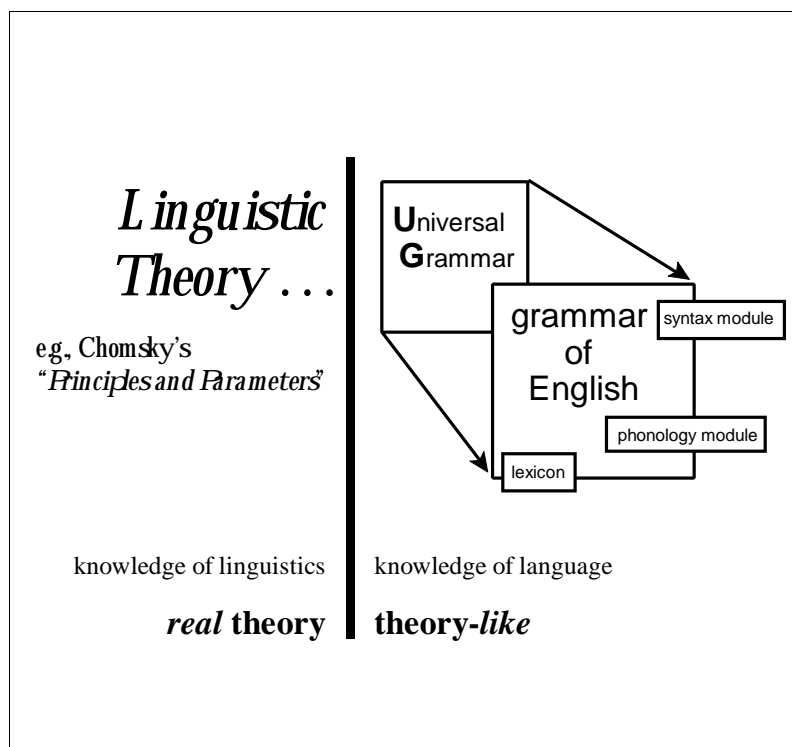 Linguistic
Theory ...
e.g., Chomsky's
"Principles and Parameters"
knowledge of linguistics
real theory
Universal
Grammar
grammar
of
English
syntax module
phonology module
lexicon
knowledge of language
theory-like